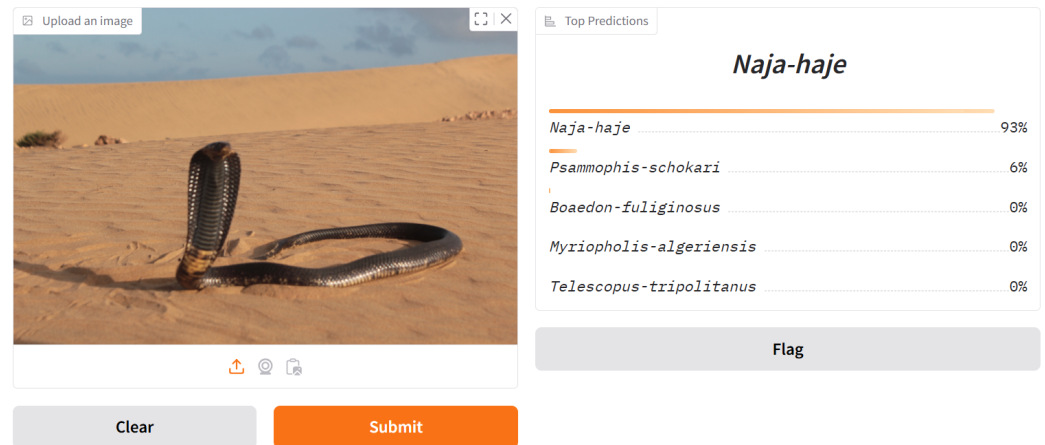 Upload an image
Top Predictions
Naja-haje
Naja-haje 93%
Psammophis-schokari 6%
Boaedon-fuliginosus 0%
Myriopholis-algeriensis 0%
Telescopus-tripolitanus 0%
Flag
Clear
Submit